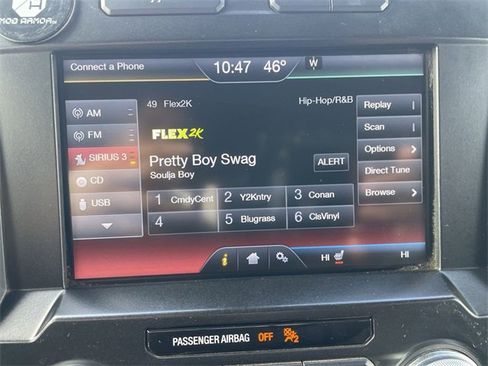 MOD ARMOR
Connect a Phone 10:47 46° W
49 Flex2K Hip-Hop/R&B
AM
FM
SIRIUS 3
CD
USB
FLEX2K
Pretty Boy Swag
Soulja Boy
ALERT
1 CmdyCent 2 Y2Kntry 3 Conan
4 5 Blugrass 6 ClsVinyl
Replay
Scan
Options
Direct Tune
Browse
i HI HI
PASSENGER AIRBAG OFF 2